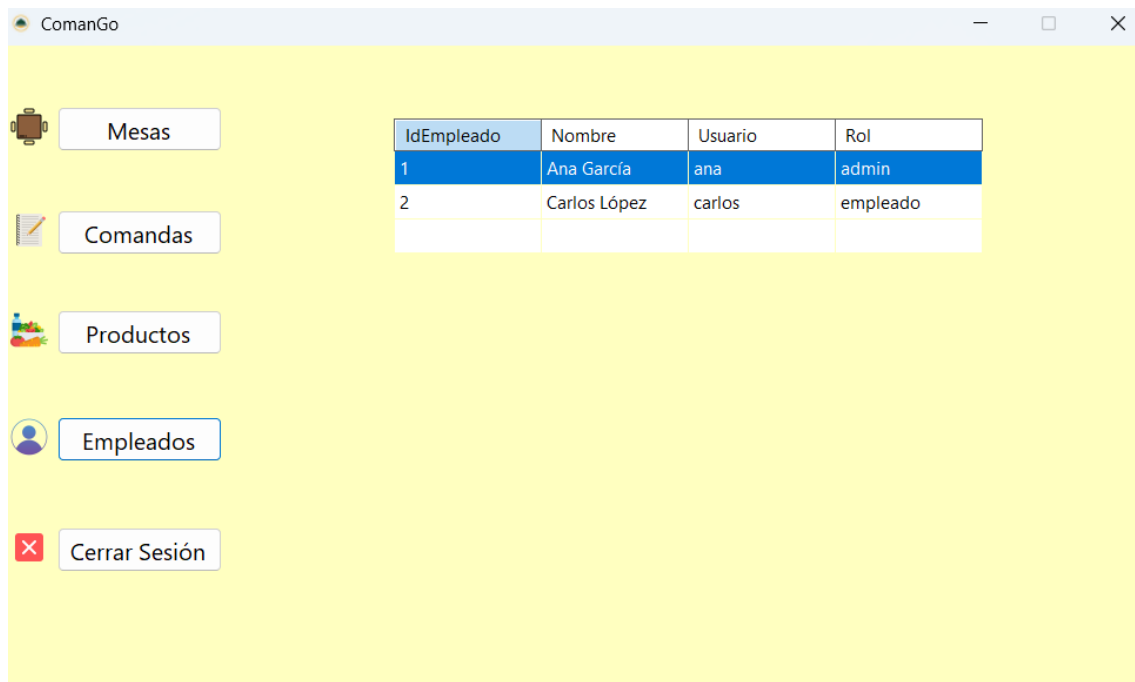 ComanGo
Mesas
Comandas
Productos
Empleados
Cerrar Sesión
IdEmpleado Nombre Usuario Rol
1 Ana García ana admin
2 Carlos López carlos empleado